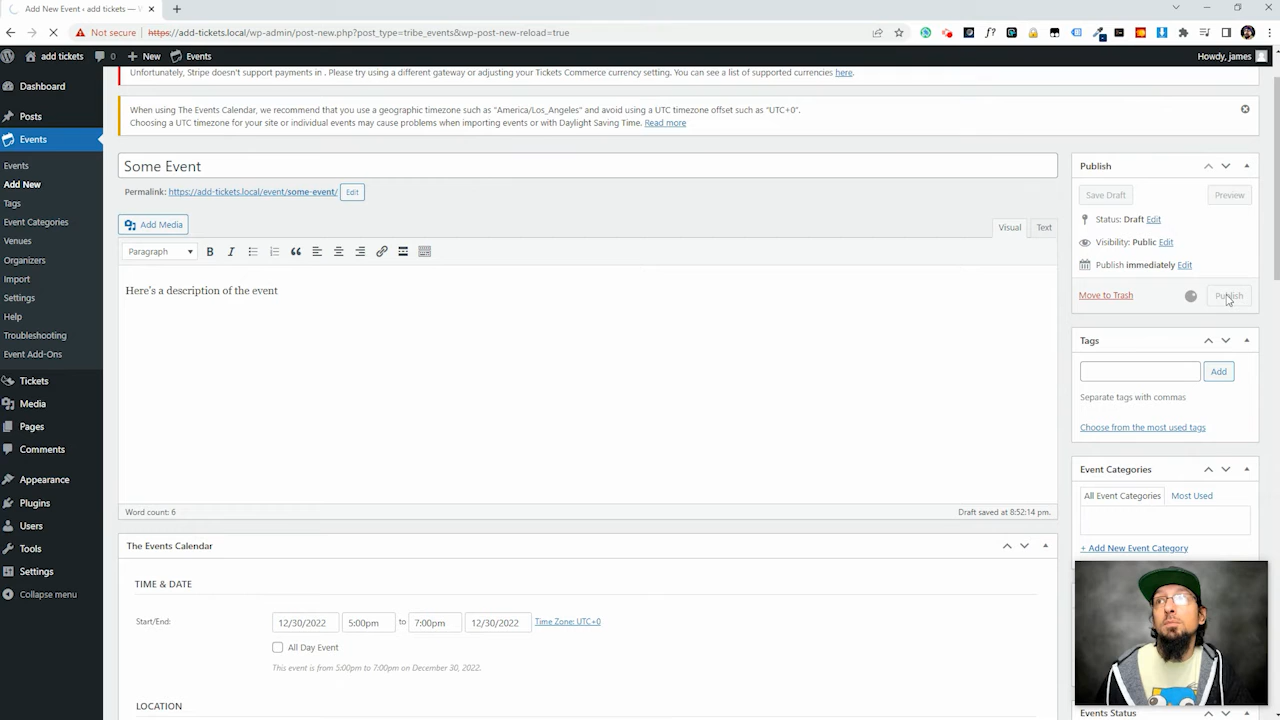 Add New Event ‹ add tickets — W
Not secure https://add-tickets.local/wp-admin/post-new.php?post_type=tribe_events&wp-post-new-reload=true
add tickets 0 New Events Howdy, james
Unfortunately, Stripe doesn't support payments in . Please try using a different gateway or adjusting your Tickets Commerce currency setting. You can see a list of supported currencies here.
When using The Events Calendar, we recommend that you use a geographic timezone such as "America/Los_Angeles" and avoid using a UTC timezone offset such as "UTC+0".
Choosing a UTC timezone for your site or individual events may cause problems when importing events or with Daylight Saving Time. Read more
Dashboard
Posts
Events
Events
Add New
Tags
Event Categories
Venues
Organizers
Import
Settings
Help
Troubleshooting
Event Add-Ons
Tickets
Media
Pages
Comments
Appearance
Plugins
Users
Tools
Settings
Collapse menu
Some Event
Permalink: https://add-tickets.local/event/some-event/ Edit
Add Media
Visual Text
Paragraph B I
Here's a description of the event
Word count: 6 Draft saved at 8:52:14 pm.
The Events Calendar
TIME & DATE
Start/End: 12/30/2022 5:00pm to 7:00pm 12/30/2022 Time Zone: UTC+0
All Day Event
This event is from 5:00pm to 7:00pm on December 30, 2022.
LOCATION
Publish
Save Draft Preview
Status: Draft Edit
Visibility: Public Edit
Publish immediately Edit
Move to Trash Publish
Tags
Add
Separate tags with commas
Choose from the most used tags
Event Categories
All Event Categories Most Used
+ Add New Event Category
Events Status